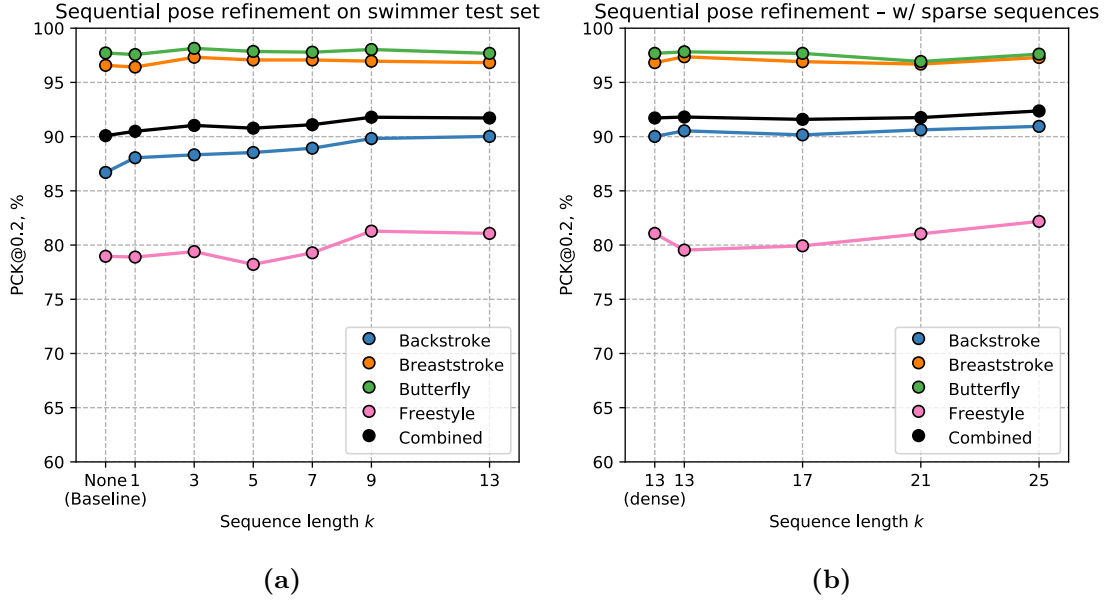 Sequential pose refinement on swimmer test set
100
95
90
85
80
75
70
65
60
PCK@0.2, %
None 1 3 5 7 9 13
(Baseline)
Sequence length k
Backstroke
Breaststroke
Butterfly
Freestyle
Combined
(a)
Sequential pose refinement – w/ sparse sequences
100
95
90
85
80
75
70
65
60
PCK@0.2, %
13 13 17 21 25
(dense)
Sequence length k
Backstroke
Breaststroke
Butterfly
Freestyle
Combined
(b)